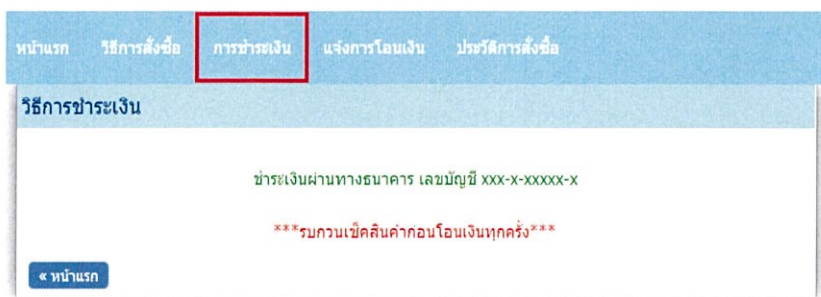 หน้าแรก วิธีการสั่งซื้อ การชำระเงิน แจ้งการโอนเงิน ประวัติการสั่งซื้อ
วิธีการชำระเงิน
ชำระเงินผ่านทางธนาคาร เลขบัญชี xxx-x-xxxxx-x
***รบกวนเช็คสินค้าก่อนโอนเงินทุกครั้ง***
« หน้าแรก